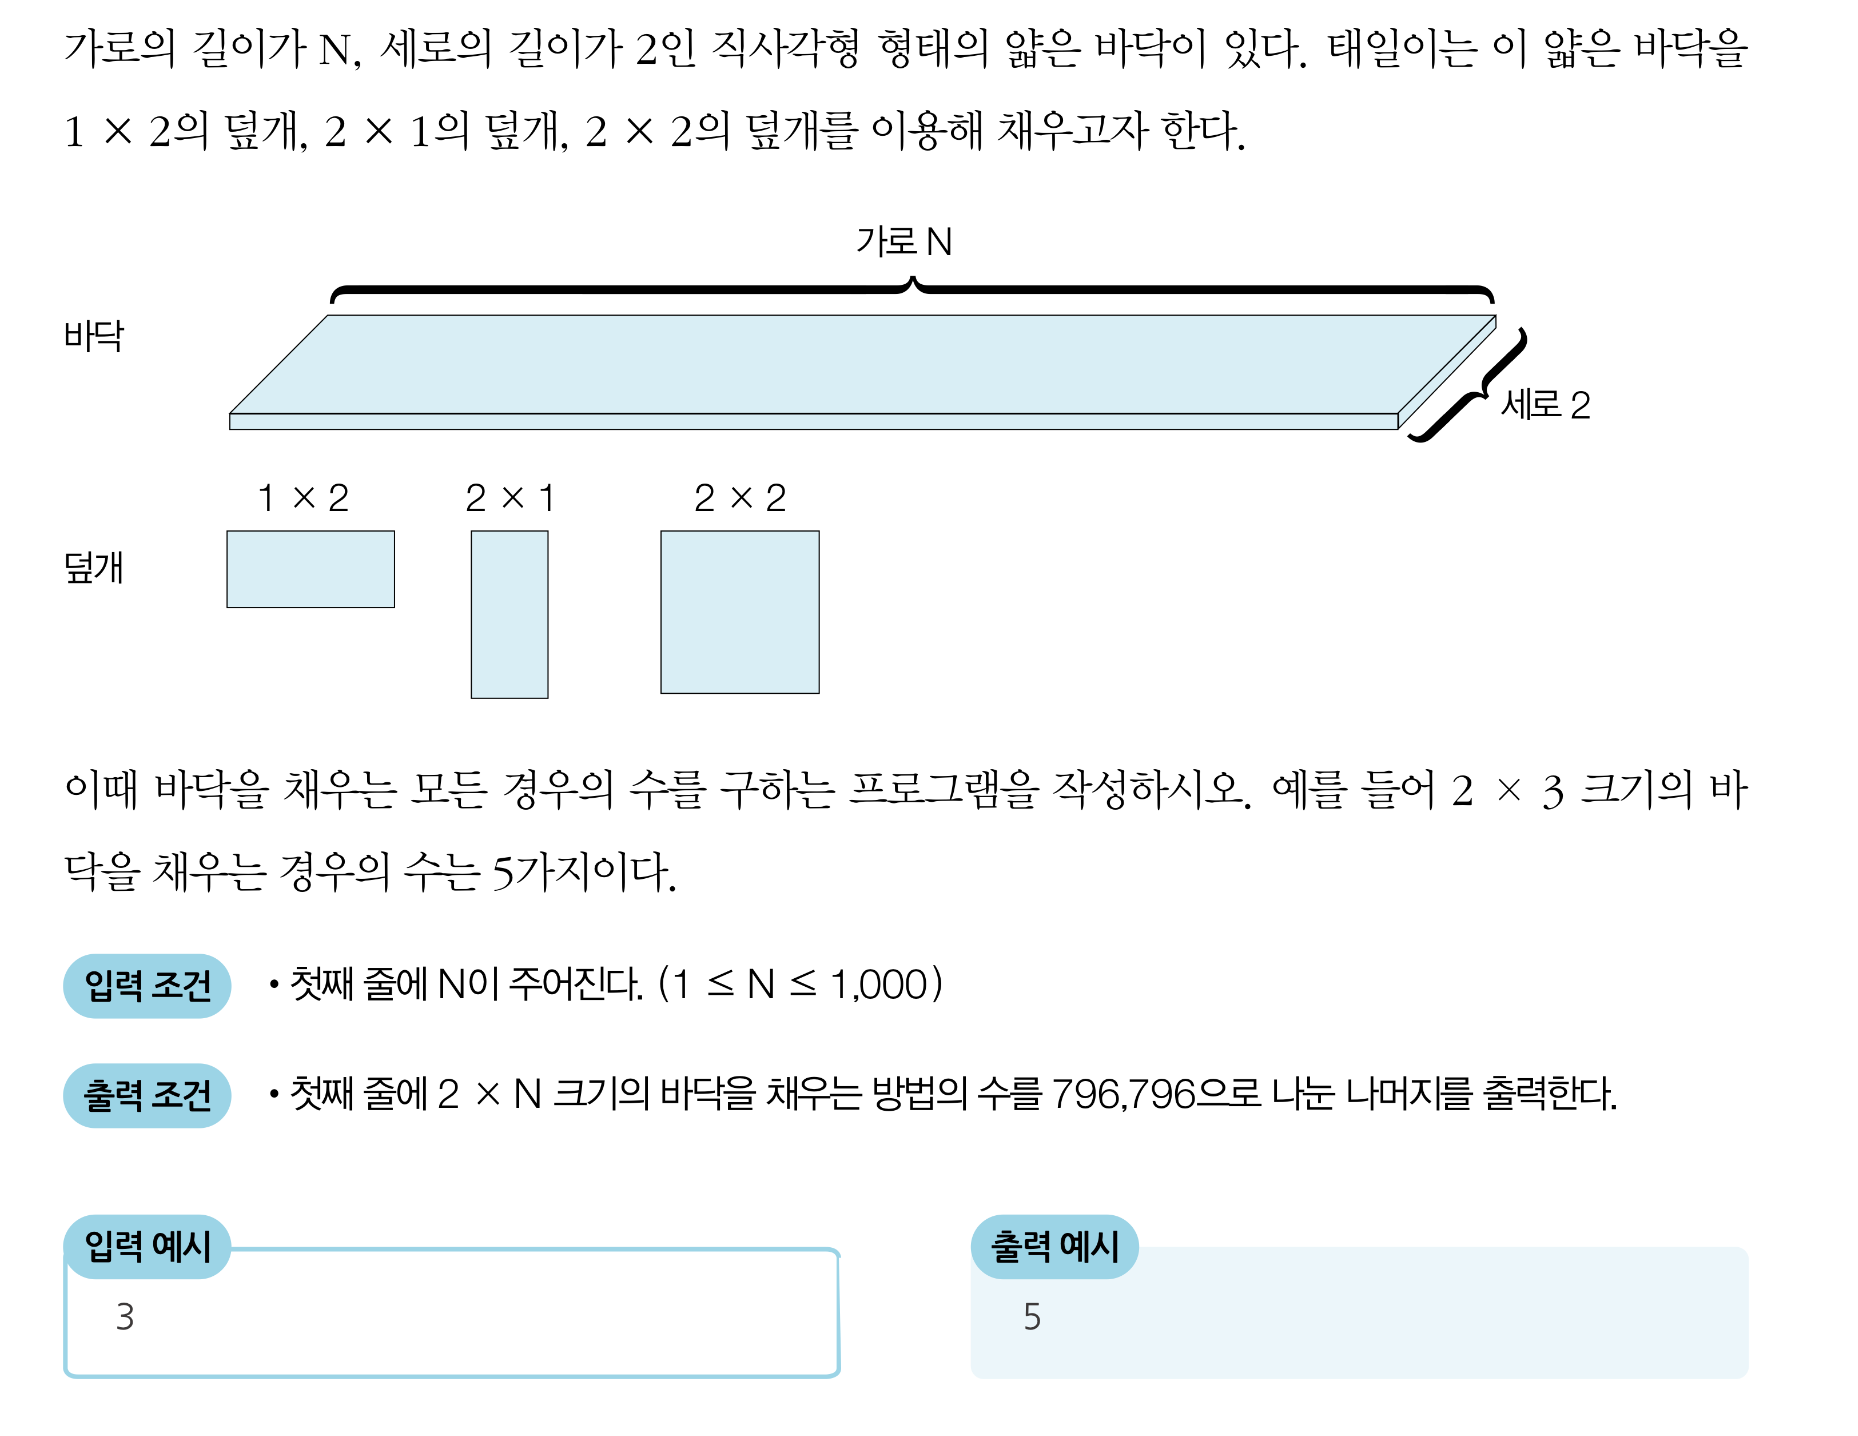 가로의 길이가 N, 세로의 길이가 2인 직사각형 형태의 얇은 바닥이 있다. 태일이는 이 얇은 바닥을
1 × 2의 덮개, 2 × 1의 덮개, 2 × 2의 덮개를 이용해 채우고자 한다.
가로 N
바닥
세로 2
1 × 2 2 × 1 2 × 2
덮개
이때 바닥을 채우는 모든 경우의 수를 구하는 프로그램을 작성하시오. 예를 들어 2 × 3 크기의 바
닥을 채우는 경우의 수는 5가지이다.
입력 조건 • 첫째 줄에 N이 주어진다. (1 ≤ N ≤ 1,000)
출력 조건 • 첫째 줄에 2 × N 크기의 바닥을 채우는 방법의 수를 796,796으로 나눈 나머지를 출력한다.
입력 예시
3
출력 예시
5